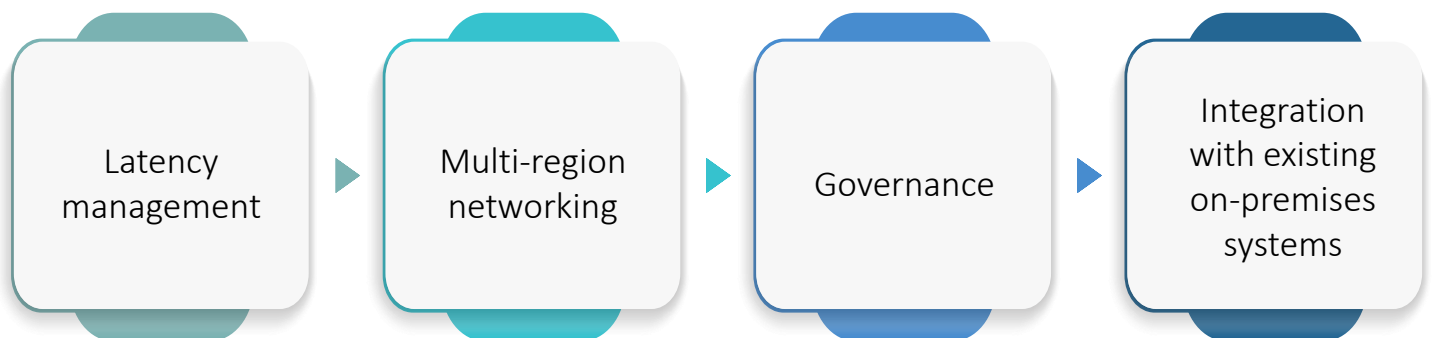 Latency
management
Multi-region
networking
Governance
Integration
with existing
on-premises
systems